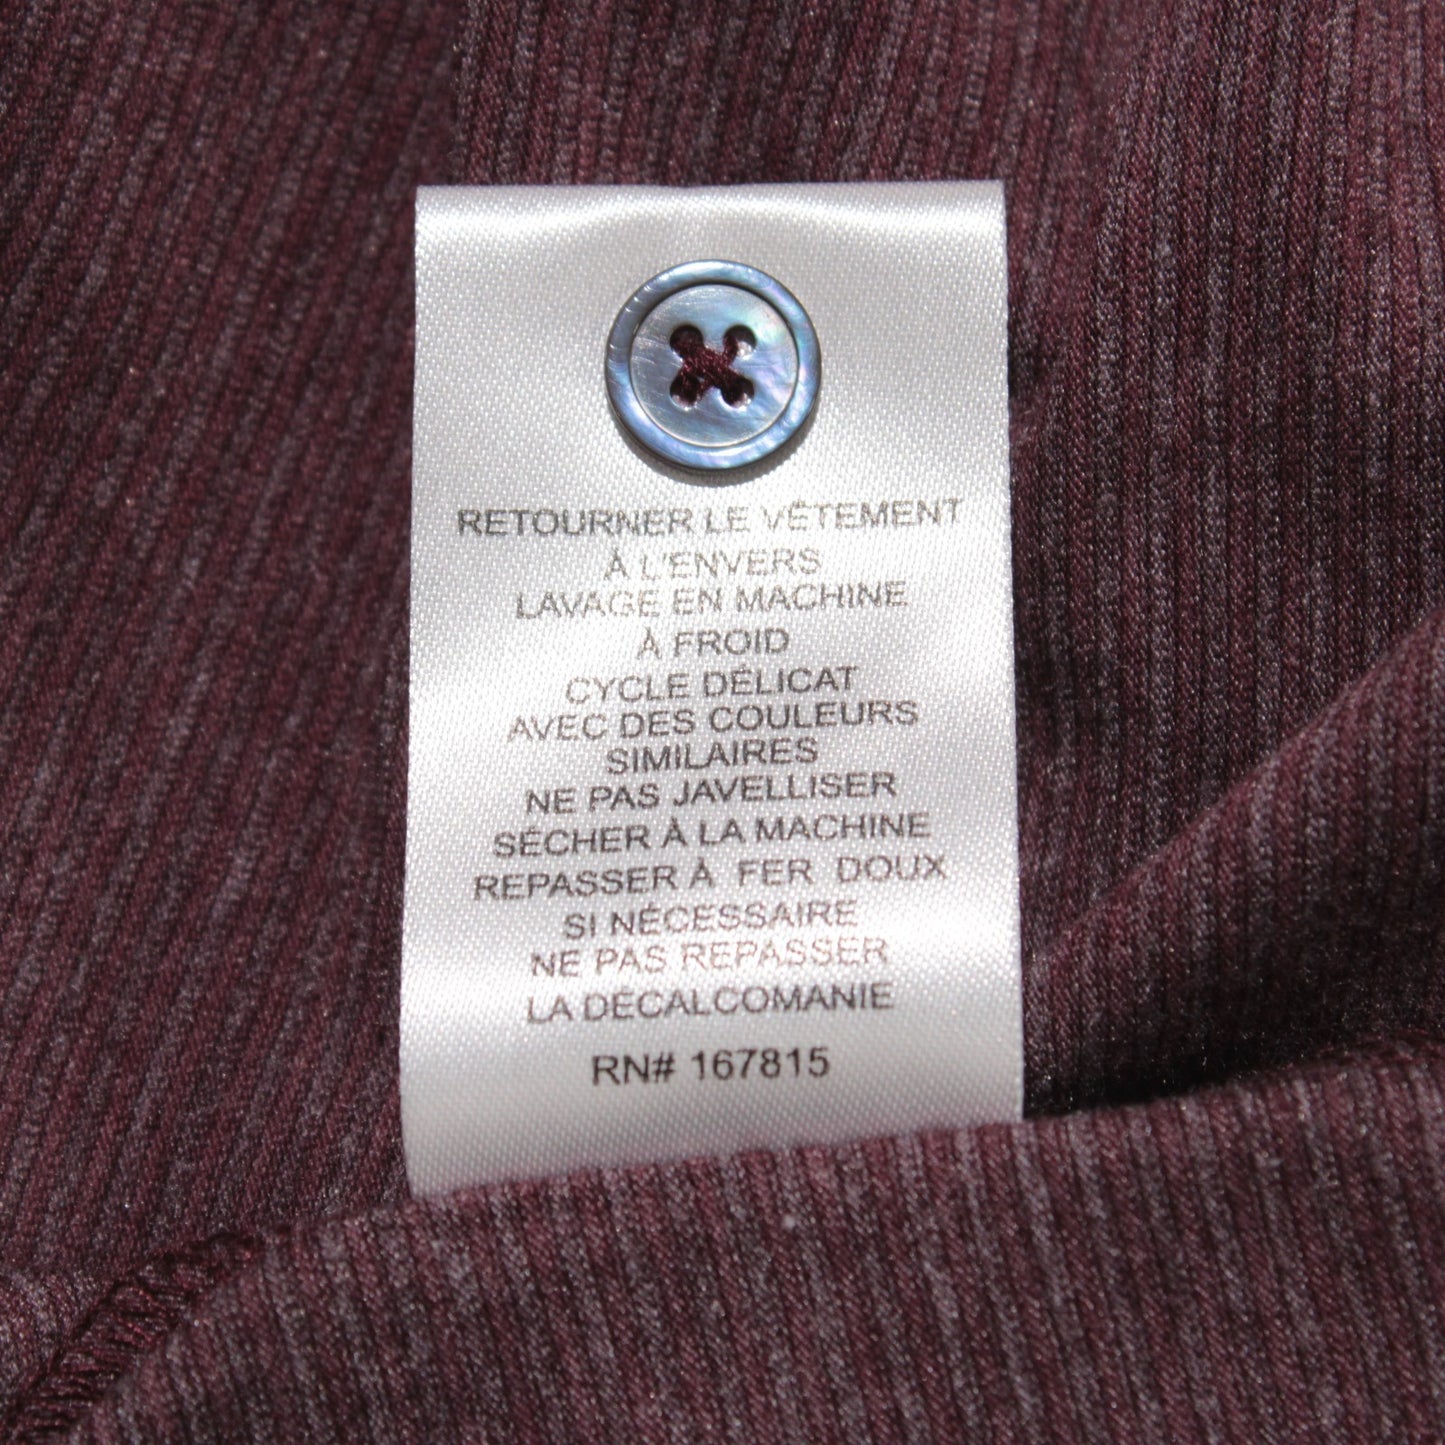 RETOURNER LE VÊTEMENT
À L'ENVERS
LAVAGE EN MACHINE
À FROID
CYCLE DÉLICAT
AVEC DES COULEURS
SIMILAIRES
NE PAS JAVELLISER
SÉCHER À LA MACHINE
REPASSER À FER DOUX
SI NÉCESSAIRE
NE PAS REPASSER
LA DÉCALCOMANIE
RN# 167815